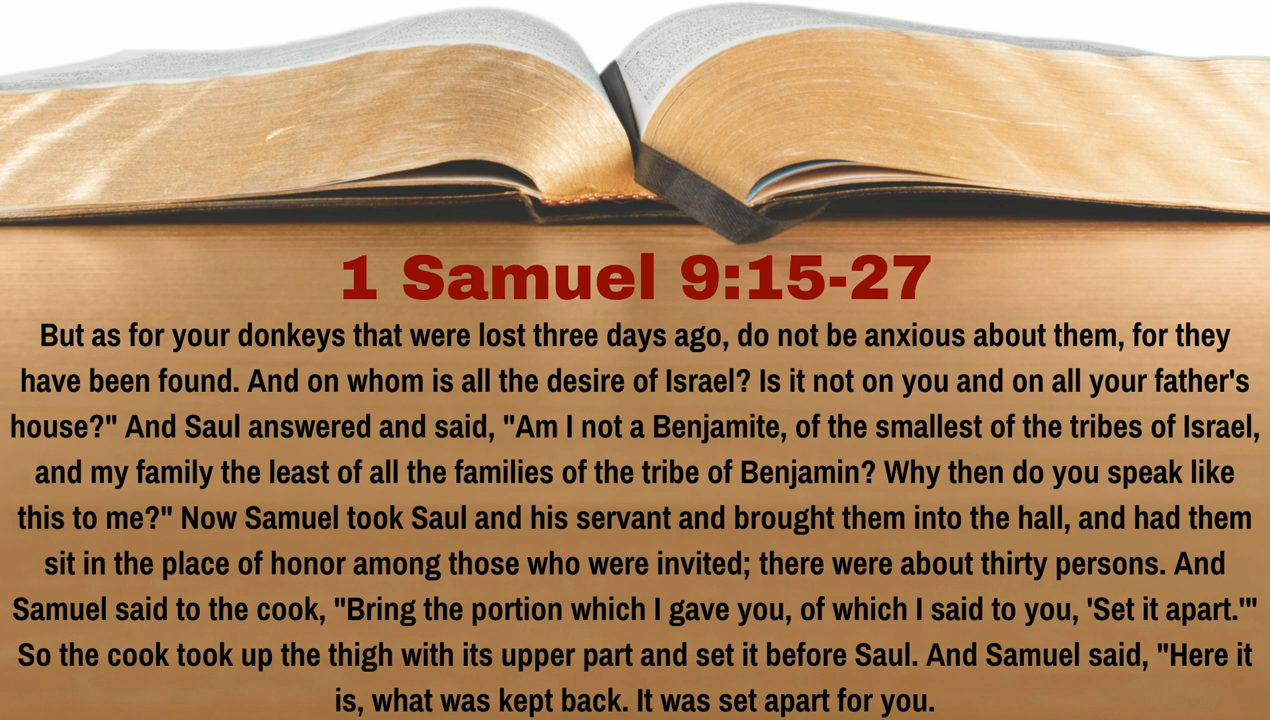 1 Samuel 9:15-27
But as for your donkeys that were lost three days ago, do not be anxious about them, for they
have been found. And on whom is all the desire of Israel? Is it not on you and on all your father's
house?" And Saul answered and said, "Am I not a Benjamite, of the smallest of the tribes of Israel,
and my family the least of all the families of the tribe of Benjamin? Why then do you speak like
this to me?" Now Samuel took Saul and his servant and brought them into the hall, and had them
sit in the place of honor among those who were invited; there were about thirty persons. And
Samuel said to the cook, "Bring the portion which I gave you, of which I said to you, 'Set it apart.'"
So the cook took up the thigh with its upper part and set it before Saul. And Samuel said, "Here it
is, what was kept back. It was set apart for you.